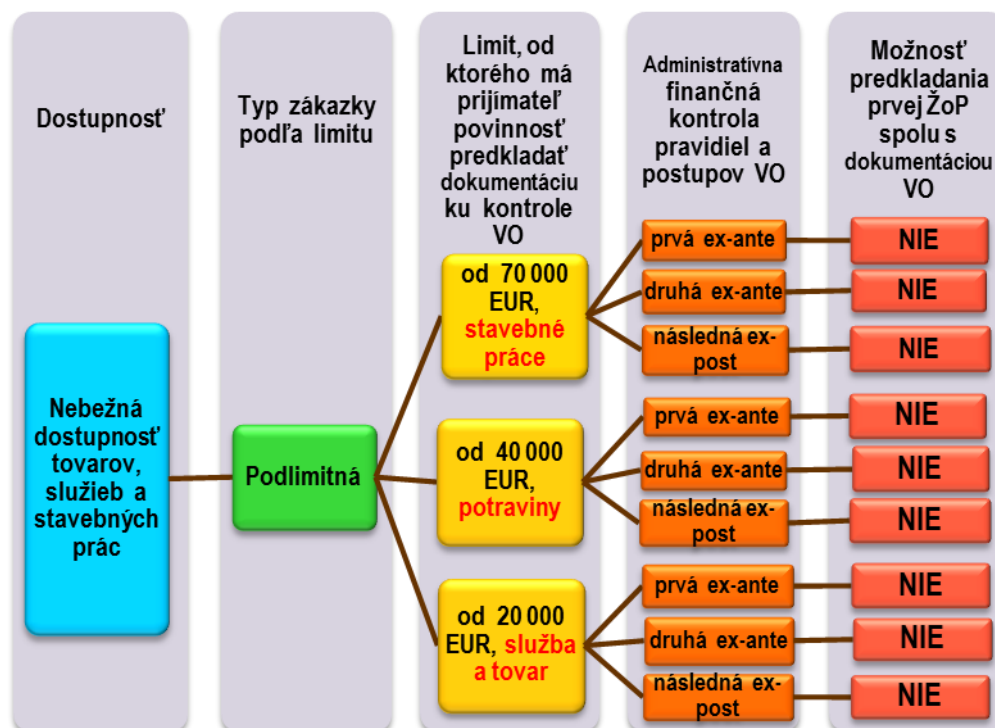 Dostupnosť
Typ zákazky
podľa limitu
Limit, od
ktorého má
prijímateľ
povinnosť
predkladať
dokumentáciu
ku kontrole
VO
Administratívna
finančná
kontrola
pravidiel a
postupov VO
Možnosť
predkladania
prvej ŽoP
spolu s
dokumentáciou
VO
Nebežná
dostupnosť
tovarov,
služieb a
stavebných
prác
Podlimitná
od 70 000
EUR,
stavebné
práce
prvá ex-ante
NIE
druhá ex-ante
NIE
následná ex-
post
NIE
od 40 000
EUR,
potraviny
prvá ex-ante
NIE
druhá ex-ante
NIE
následná ex-
post
NIE
od 20 000
EUR, služba
a tovar
prvá ex-ante
NIE
druhá ex-ante
NIE
následná ex-
post
NIE